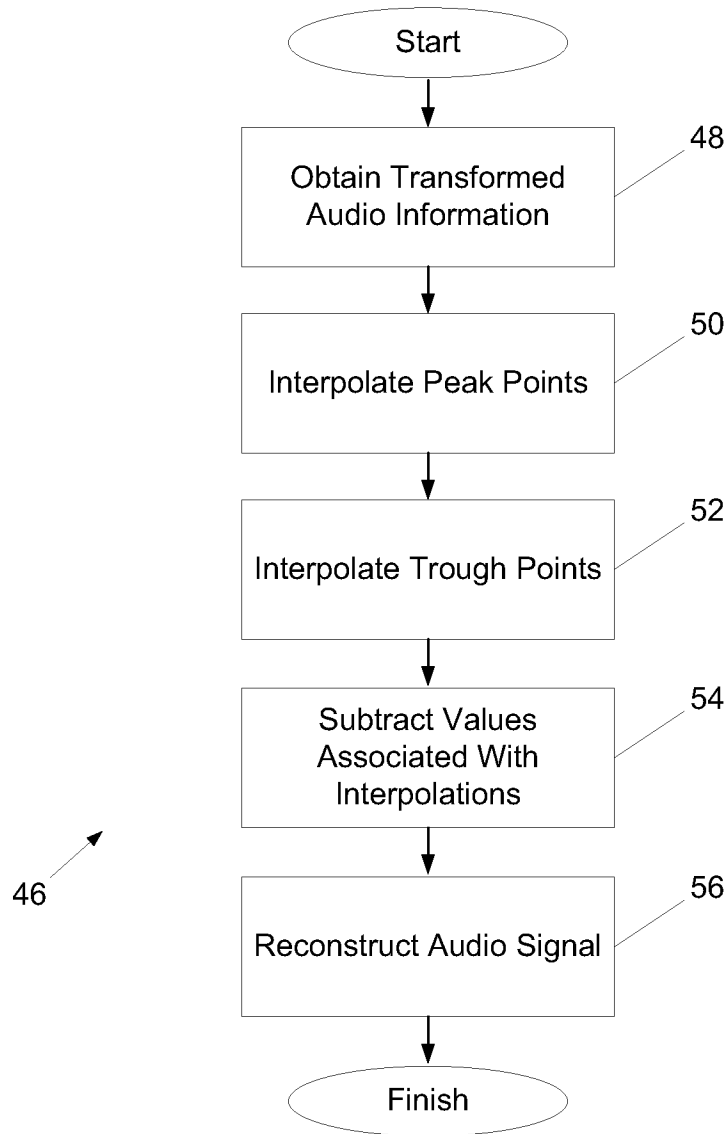 Start
48
Obtain Transformed
Audio Information
50
Interpolate Peak Points
52
Interpolate Trough Points
54
Subtract Values
Associated With
Interpolations
46
56
Reconstruct Audio Signal
Finish